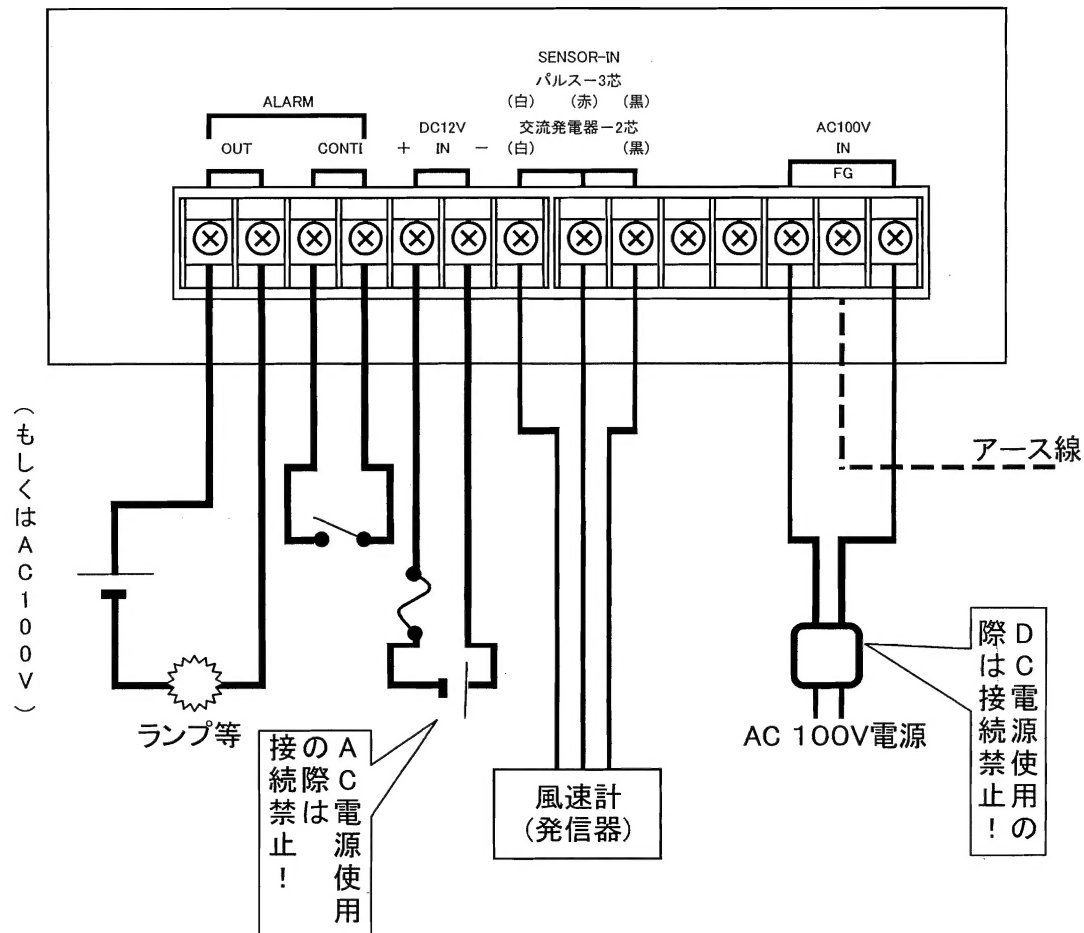 SENSOR-IN
パルスー3芯
(白) (赤) (黒)
交流発電器ー2芯
(白) (黒)
ALARM
OUT CONTI
DC12V
+ IN −
AC100V
IN
FG
アース線
(もしくはAC100V)
ランプ等
AC電源使用
の際は
接続禁止!
風速計
(発信器)
AC 100V電源
DC電源使用の
際は接続禁止!